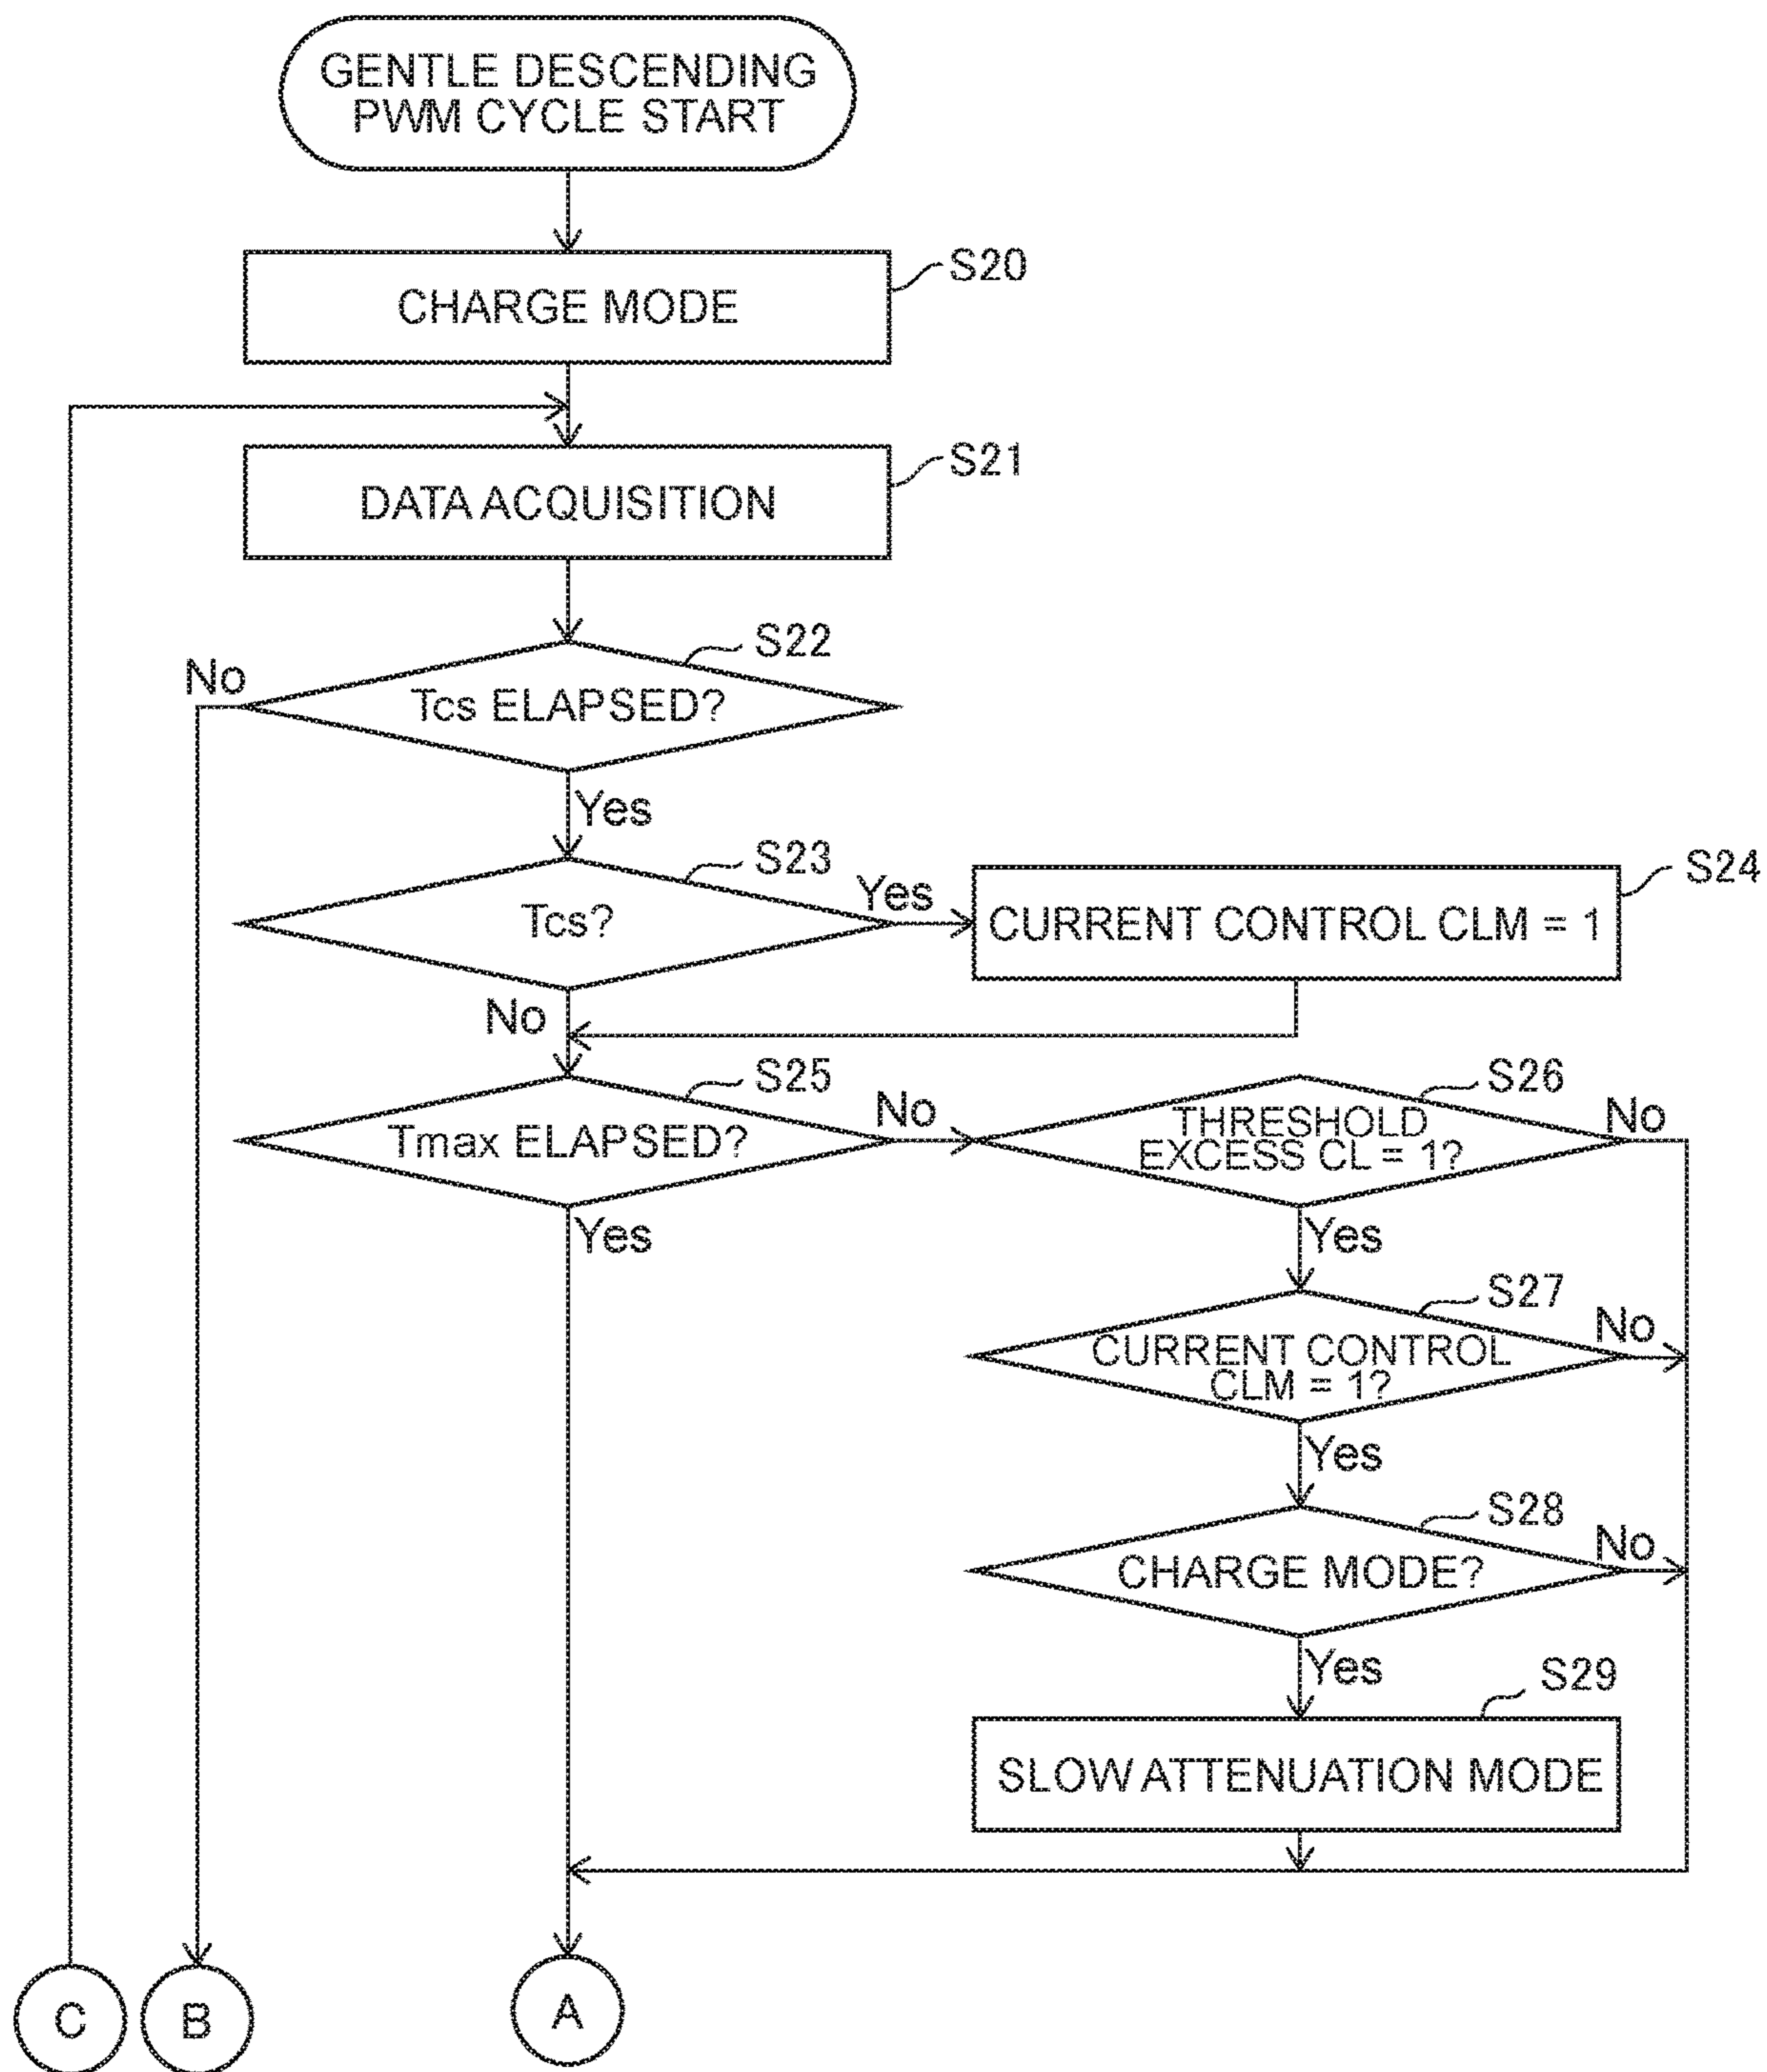 GENTLE DESCENDING
PWM CYCLE START
S20
CHARGE MODE
S21
DATA ACQUISITION
S22
No
Tcs ELAPSED?
Yes
S23
Tcs?
Yes
S24
CURRENT CONTROL CLM = 1
No
S25
Tmax ELAPSED?
No
S26
THRESHOLD
EXCESS CL = 1?
No
Yes
Yes
S27
CURRENT CONTROL
CLM = 1?
No
Yes
S28
CHARGE MODE?
No
Yes
S29
SLOW ATTENUATION MODE
C
B
A